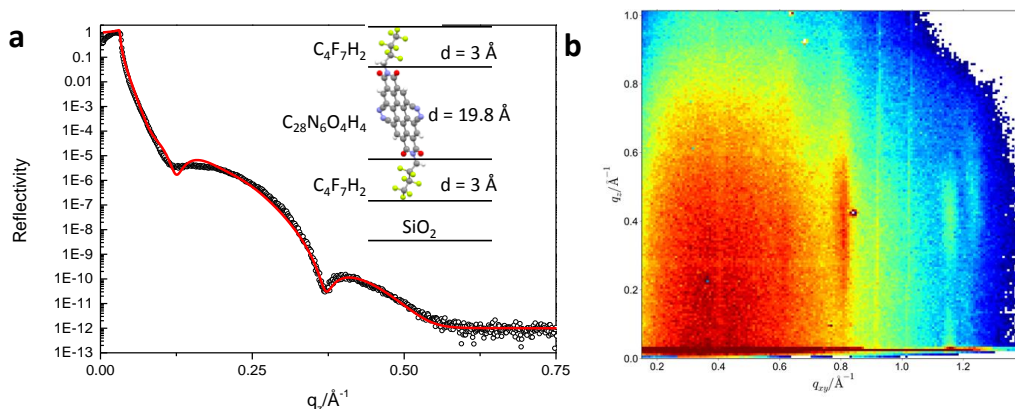 a
Reflectivity
1
0.1
0.01
1E-3
1E-4
1E-5
1E-6
1E-7
1E-8
1E-9
1E-10
1E-11
1E-12
1E-13
0.00
0.25
0.50
0.75
q_z/Å⁻¹
C₄F₇H₂
d = 3 Å
C₂₈N₆O₄H₄
d = 19.8 Å
C₄F₇H₂
d = 3 Å
SiO₂
b
q_z/Å⁻¹
1.0
0.8
0.6
0.4
0.2
0.0
0.2
0.4
0.6
0.8
1.0
1.2
q_xy/Å⁻¹